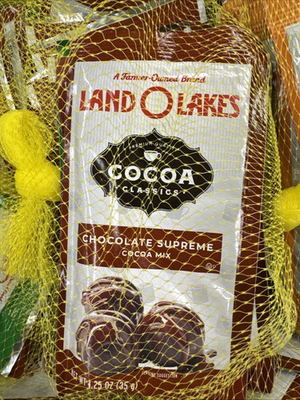 A Farmer-Owned Brand
LAND O LAKES
PREMIUM QUALITY
COCOA
CLASSICS
CHOCOLATE SUPREME
COCOA MIX
NET WT 1.25 OZ (35 g)